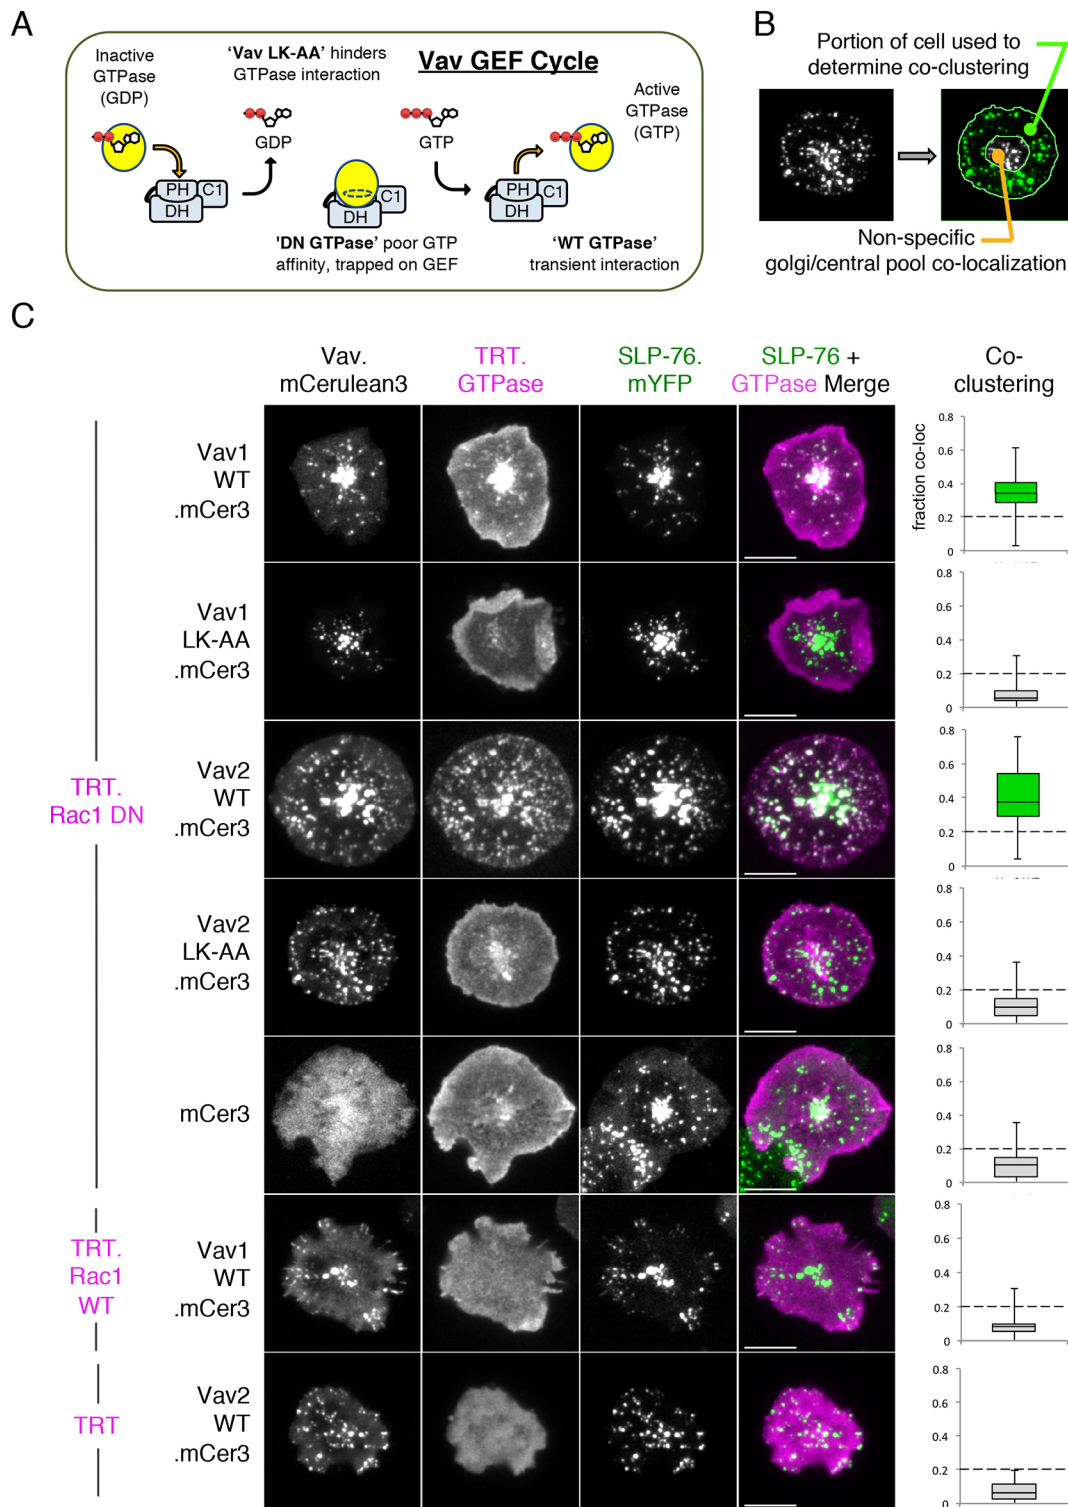 A
Inactive
GTPase
(GDP)
'Vav LK-AA' hinders
GTPase interaction
Vav GEF Cycle
Active
GTPase
(GTP)
GDP
GTP
PH
C1
DH
C1
DH
PH
C1
DH
'DN GTPase' poor GTP
affinity, trapped on GEF
'WT GTPase'
transient interaction
B
Portion of cell used to
determine co-clustering
Non-specific
golgi/central pool co-localization
C
Vav.
mCerulean3
TRT.
GTPase
SLP-76.
mYFP
SLP-76 +
GTPase Merge
Co-
clustering
TRT.
Rac1 DN
TRT.
Rac1
WT
TRT
Vav1
WT
.mCer3
fraction co-loc
0.8
0.6
0.4
0.2
0
Vav1
LK-AA
.mCer3
0.8
0.6
0.4
0.2
0
Vav2
WT
.mCer3
0.8
0.6
0.4
0.2
0
Vav2
LK-AA
.mCer3
0.8
0.6
0.4
0.2
0
mCer3
0.8
0.6
0.4
0.2
0
Vav1
WT
.mCer3
0.8
0.6
0.4
0.2
0
Vav2
WT
.mCer3
0.8
0.6
0.4
0.2
0